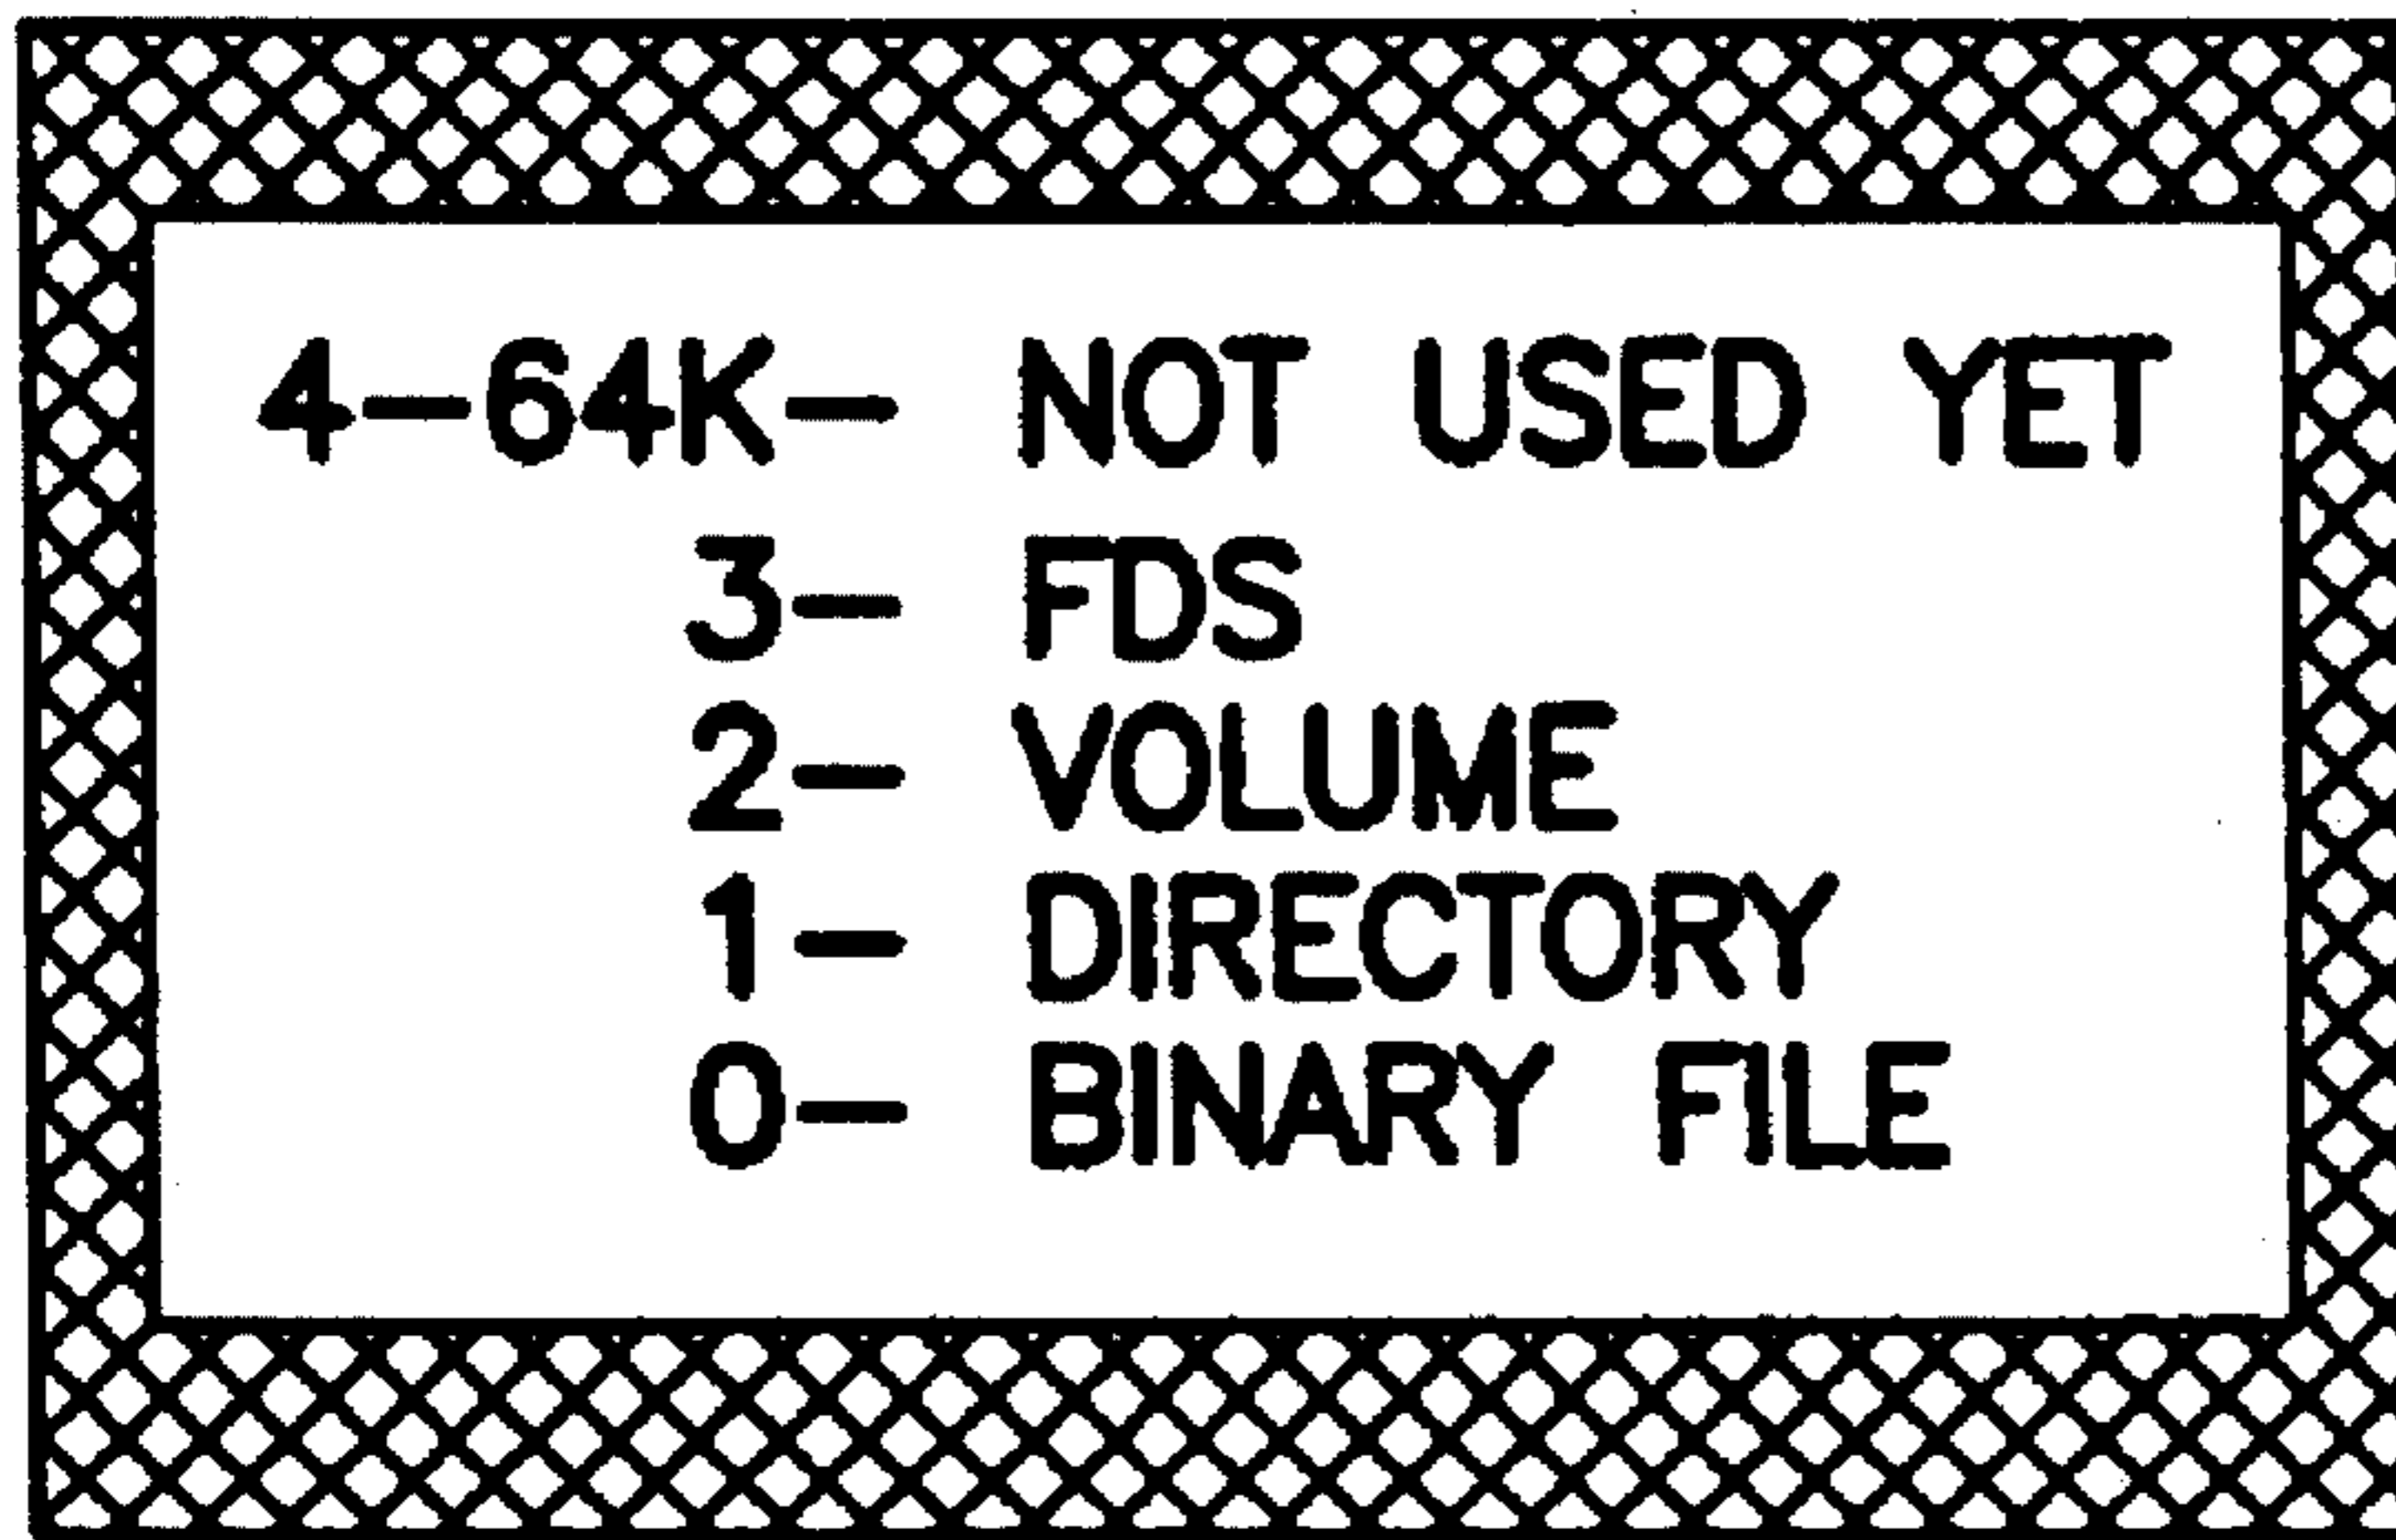 4-64K- NOT USED YET
3- FDS
2- VOLUME
1- DIRECTORY
0- BINARY FILE